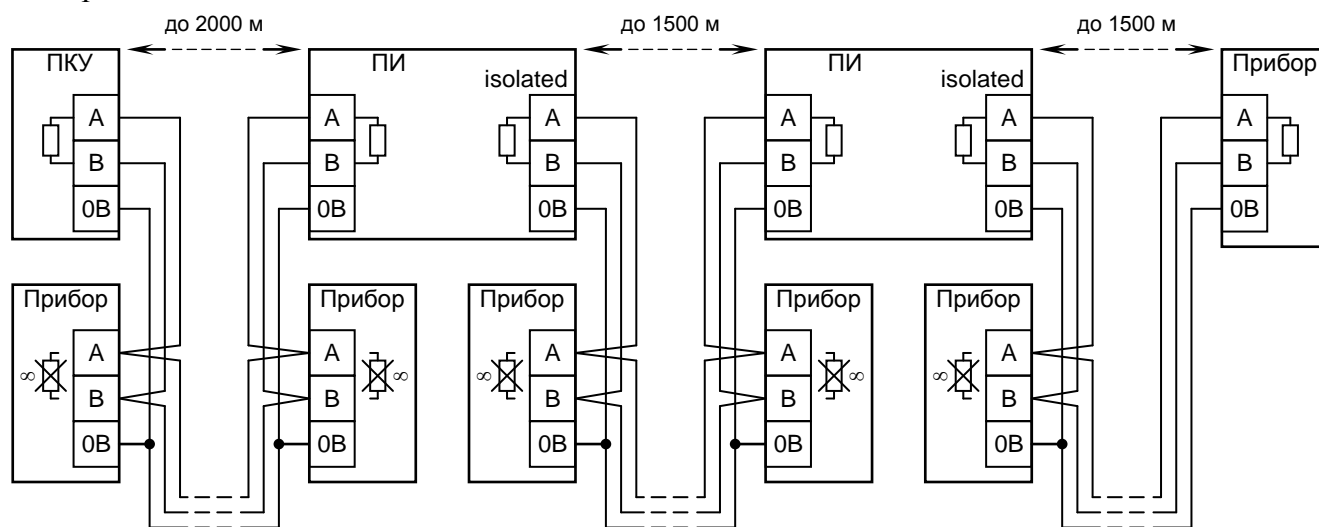 до 2000 м
до 1500 м
до 1500 м
ПКУ
ПИ
ПИ
Прибор
isolated
isolated
А
А
А
А
А
А
В
В
В
В
В
В
0В
0В
0В
0В
0В
0В
Прибор
Прибор
Прибор
Прибор
Прибор
∞
А
А
∞
∞
А
А
∞
∞
А
В
В
В
В
В
0В
0В
0В
0В
0В